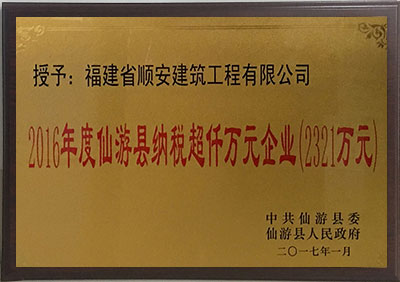 授予：福建省顺安建筑工程有限公司
2016年度仙游县纳税超仟万元企业(2321万元)
中共仙游县委
仙游县人民政府
二〇一七年一月